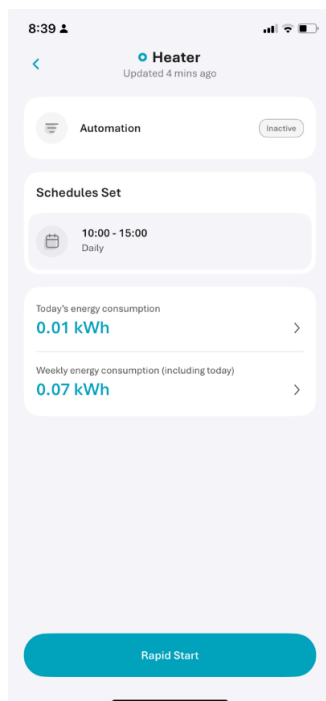 8:39
Heater
Updated 4 mins ago
Automation
Inactive
Schedules Set
10:00 - 15:00
Daily
Today's energy consumption
0.01 kWh
Weekly energy consumption (including today)
0.07 kWh
Rapid Start